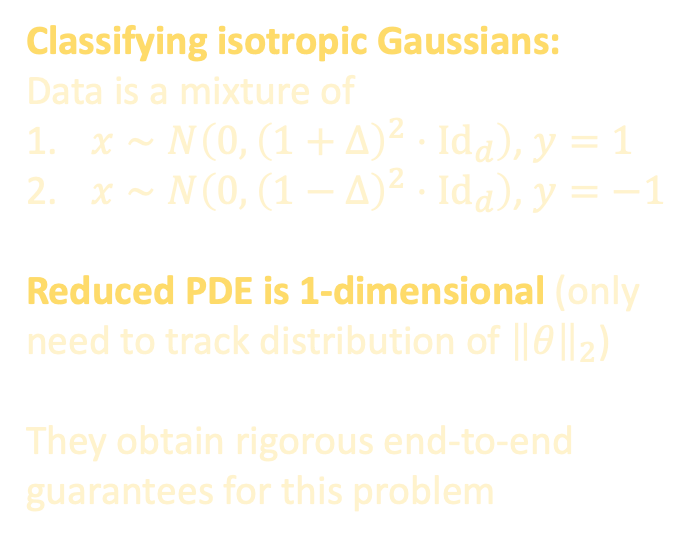 Classifying isotropic Gaussians:
Data is a mixture of
1. 𝑥 ~ 𝑁(0, (1 + Δ)² · Id_𝑑), 𝑦 = 1
2. 𝑥 ~ 𝑁(0, (1 − Δ)² · Id_𝑑), 𝑦 = −1
Reduced PDE is 1-dimensional (only
need to track distribution of ‖𝜃‖₂)
They obtain rigorous end-to-end
guarantees for this problem